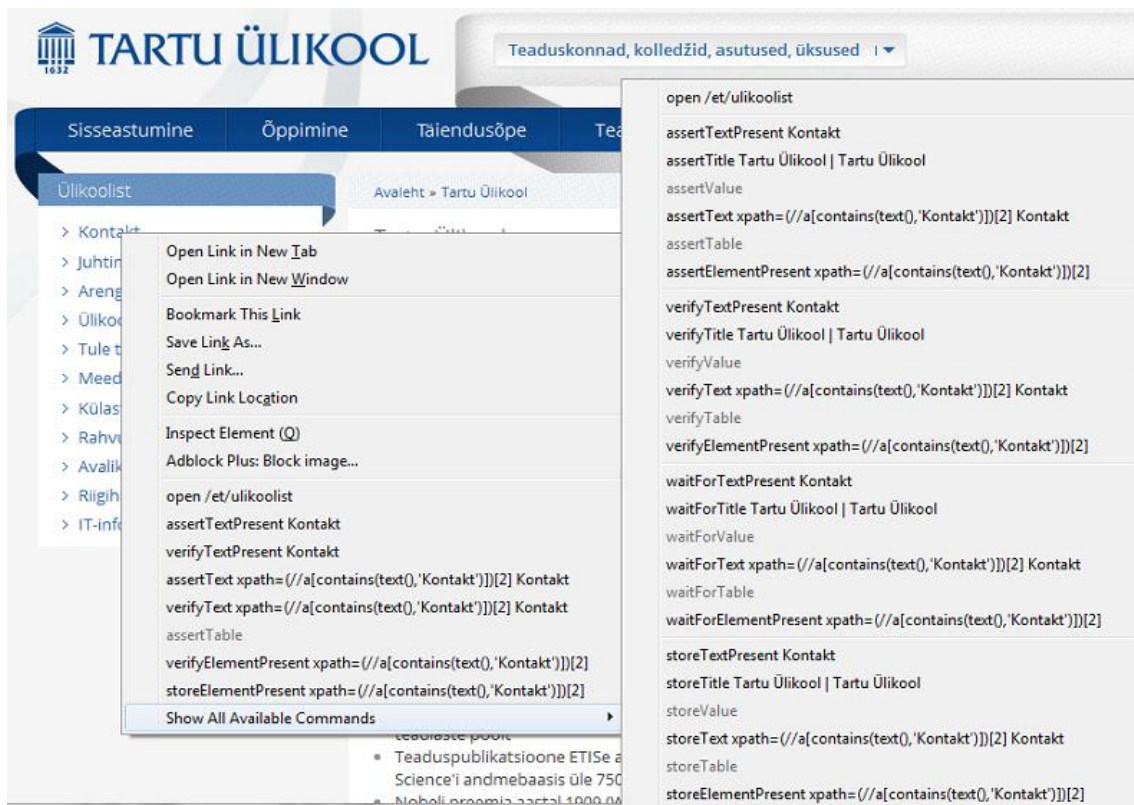 TARTU ÜLIKOOL
1632
Teaduskonnad, kolledžid, asutused, üksused
Sisseastumine Õppimine Täiendusõpe
Ülikoolist
Avaleht » Tartu Ülikool
> Kontakt
Open Link in New Tab
Open Link in New Window
Bookmark This Link
Save Link As...
Send Link...
Copy Link Location
Inspect Element (Q)
Adblock Plus: Block image...
open /et/ulikoolist
assertTextPresent Kontakt
verifyTextPresent Kontakt
assertText xpath=(//a[contains(text(),'Kontakt')])[2] Kontakt
verifyText xpath=(//a[contains(text(),'Kontakt')])[2] Kontakt
assertTable
verifyElementPresent xpath=(//a[contains(text(),'Kontakt')])[2]
storeElementPresent xpath=(//a[contains(text(),'Kontakt')])[2]
Show All Available Commands
open /et/ulikoolist
assertTextPresent Kontakt
assertTitle Tartu Ülikool | Tartu Ülikool
assertValue
assertText xpath=(//a[contains(text(),'Kontakt')])[2] Kontakt
assertTable
assertElementPresent xpath=(//a[contains(text(),'Kontakt')])[2]
verifyTextPresent Kontakt
verifyTitle Tartu Ülikool | Tartu Ülikool
verifyValue
verifyText xpath=(//a[contains(text(),'Kontakt')])[2] Kontakt
verifyTable
verifyElementPresent xpath=(//a[contains(text(),'Kontakt')])[2]
waitForTextPresent Kontakt
waitForTitle Tartu Ülikool | Tartu Ülikool
waitForValue
waitForText xpath=(//a[contains(text(),'Kontakt')])[2] Kontakt
waitForTable
waitForElementPresent xpath=(//a[contains(text(),'Kontakt')])[2]
storeTextPresent Kontakt
storeTitle Tartu Ülikool | Tartu Ülikool
storeValue
storeText xpath=(//a[contains(text(),'Kontakt')])[2] Kontakt
storeTable
storeElementPresent xpath=(//a[contains(text(),'Kontakt')])[2]
teadlaste poolt
Teaduspublikatsioone ETISe
Science'i andmebaasis üle 750
Nobeli preemia aastal 1909